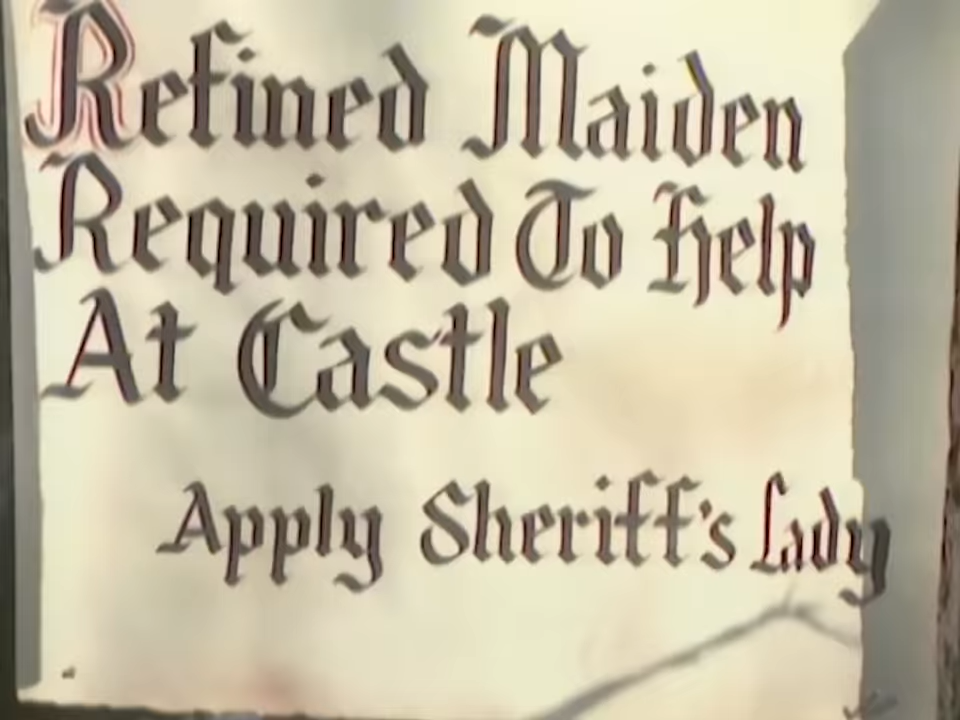 Refined Maiden
Required To Help
At Castle
Apply Sheriff's Lady